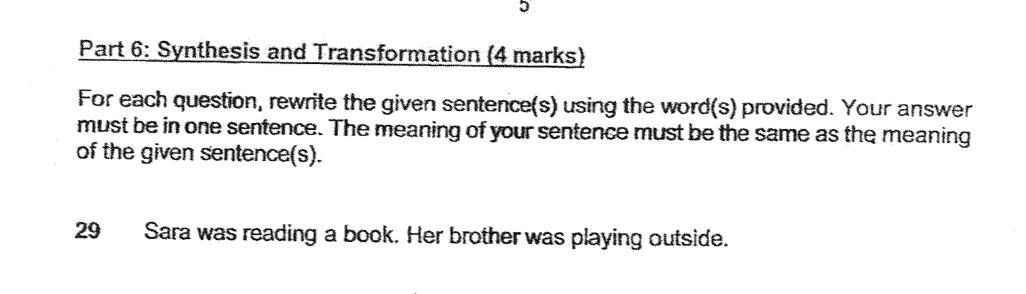 5
Part 6: Synthesis and Transformation (4 marks)
For each question, rewrite the given sentence(s) using the word(s) provided. Your answer
must be in one sentence. The meaning of your sentence must be the same as the meaning
of the given sentence(s).
29 Sara was reading a book. Her brother was playing outside.